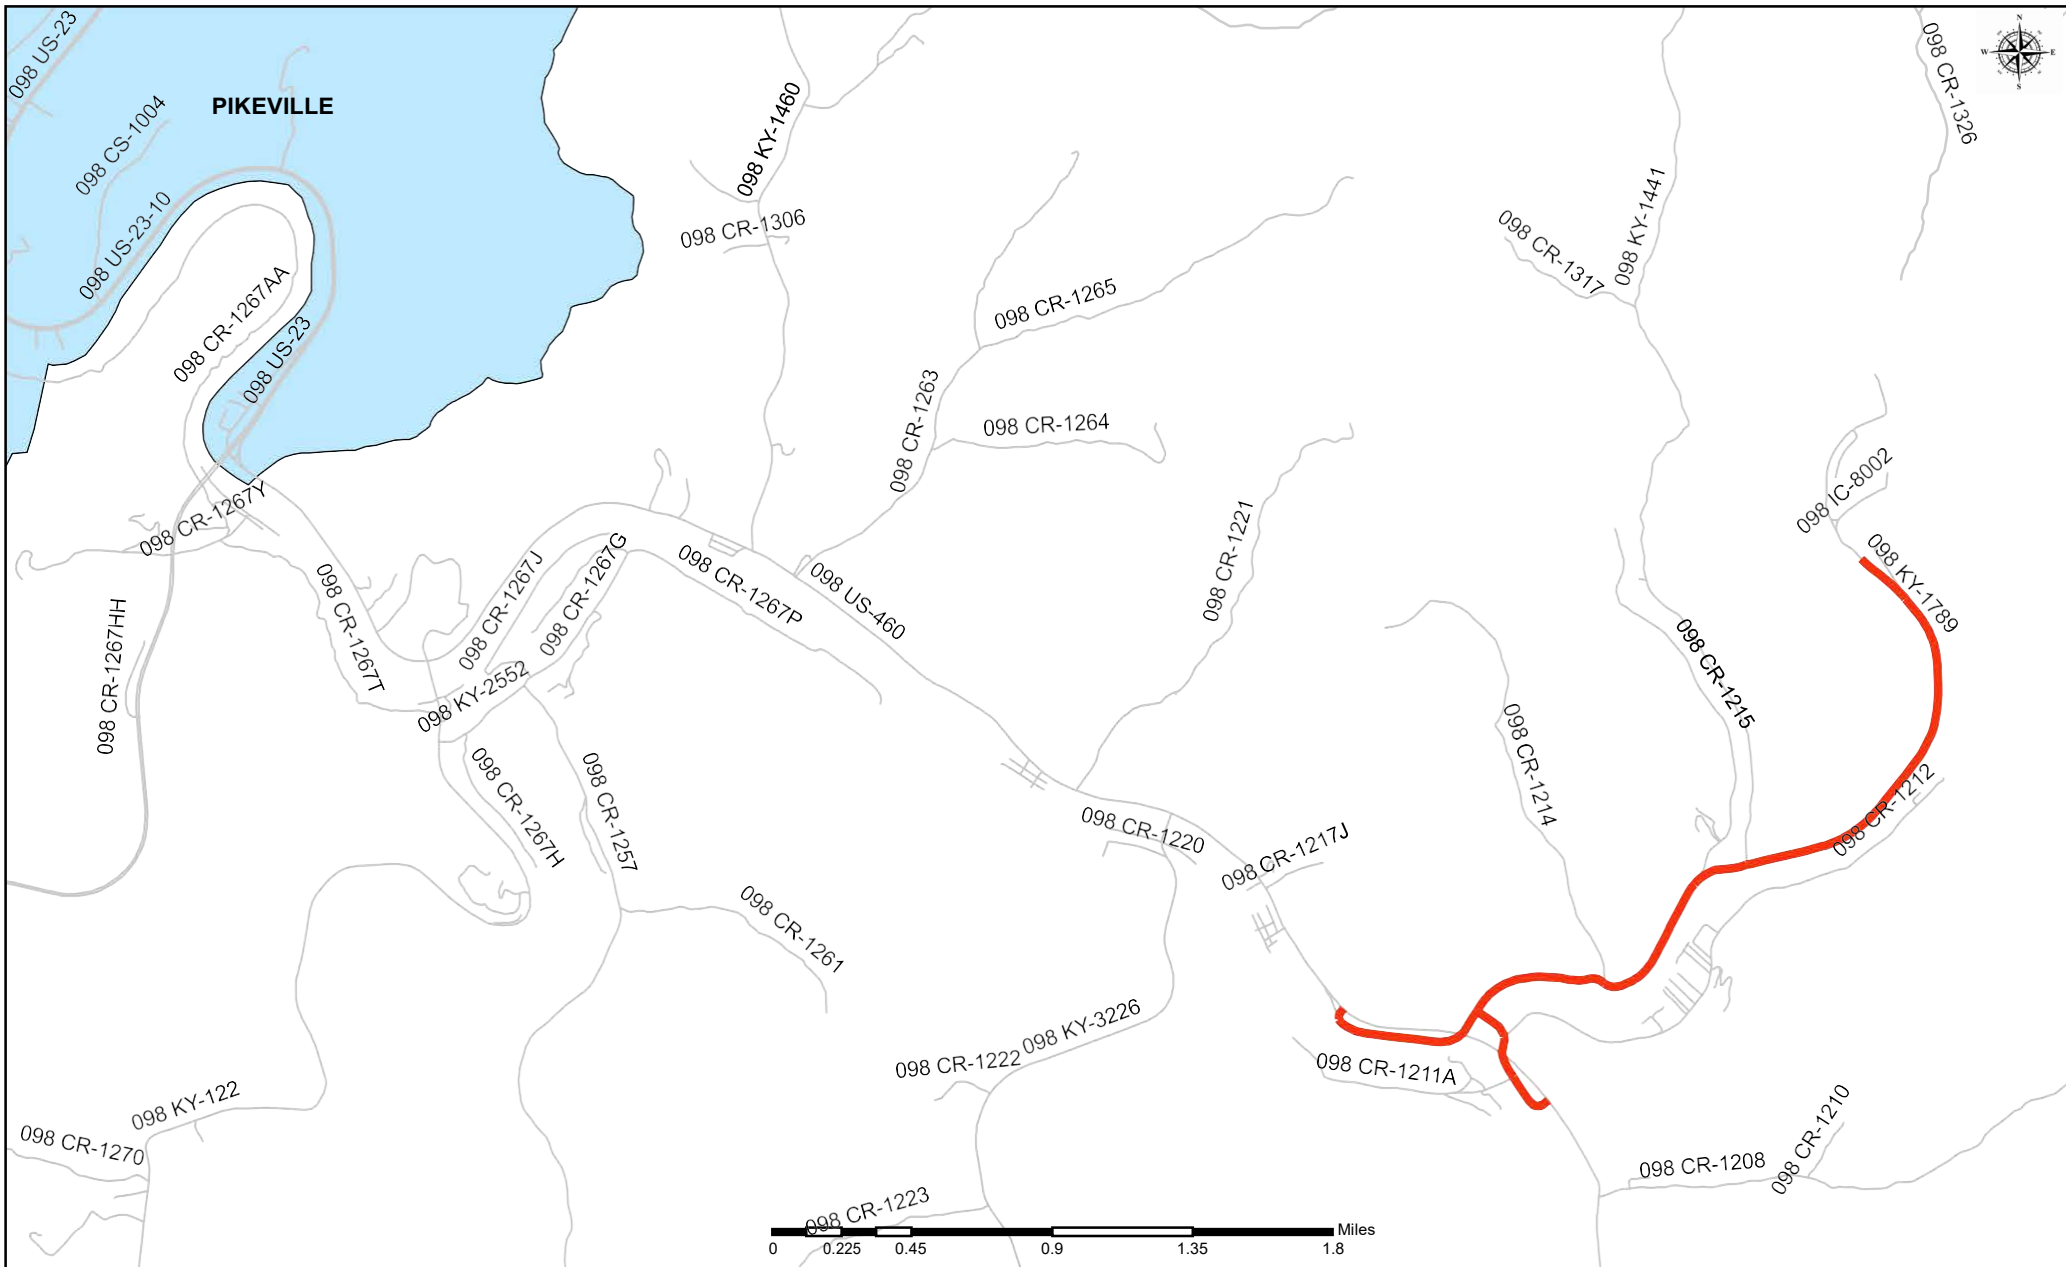 098 US-23
PIKEVILLE
098 CS-1004
098 US-23-10
098 CR-1267AA
098 US-23
098 KY-1460
098 CR-1306
098 CR-1265
098 CR-1263
098 CR-1264
098 CR-1317
098 KY-1441
N
W
E
S
098 CR-1326
098 IC-8002
098 KY-1789
098 CR-1267Y
098 CR-1267HH
098 CR-1267T
098 CR-1267J
098 CR-1267G
098 CR-1267P
098 US-460
098 CR-1221
098 CR-1215
098 KY-2552
098 CR-1267H
098 CR-1257
098 CR-1214
098 CR-1212
098 CR-1220
098 CR-1217J
098 CR-1261
098 KY-3226
098 CR-1222
098 CR-1211A
098 KY-122
098 CR-1270
098 CR-1208
098 CR-1210
098 CR-1223
Miles
0 0.225 0.45 0.9 1.35 1.8